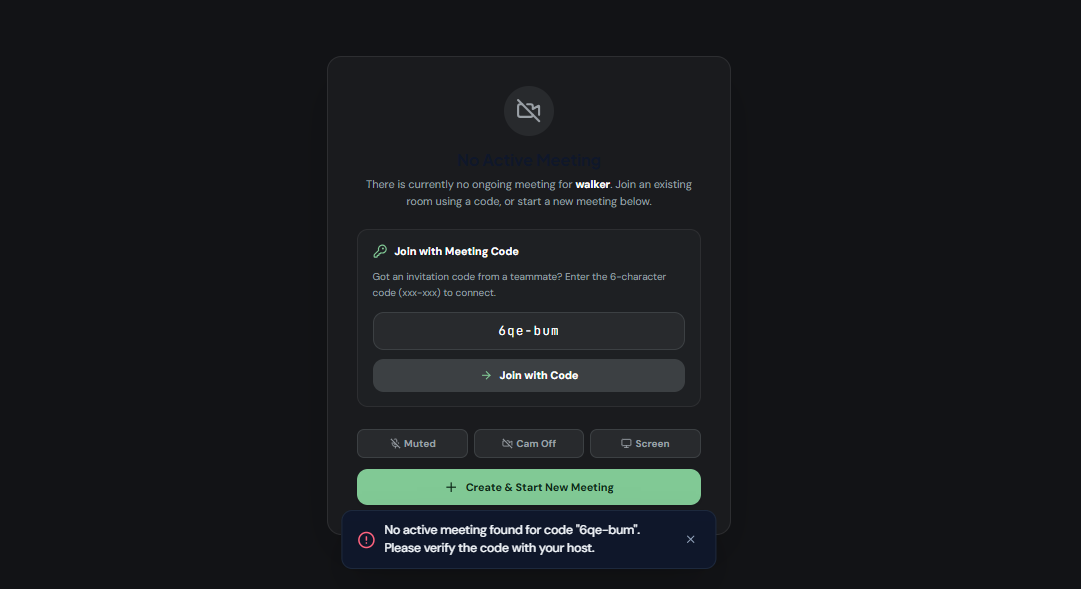 No Active Meeting
There is currently no ongoing meeting for walker. Join an existing
room using a code, or start a new meeting below.
Join with Meeting Code
Got an invitation code from a teammate? Enter the 6-character
code (xxx-xxx) to connect.
6qe-bum
Join with Code
Muted
Cam Off
Screen
Create & Start New Meeting
No active meeting found for code "6qe-bum".
Please verify the code with your host.